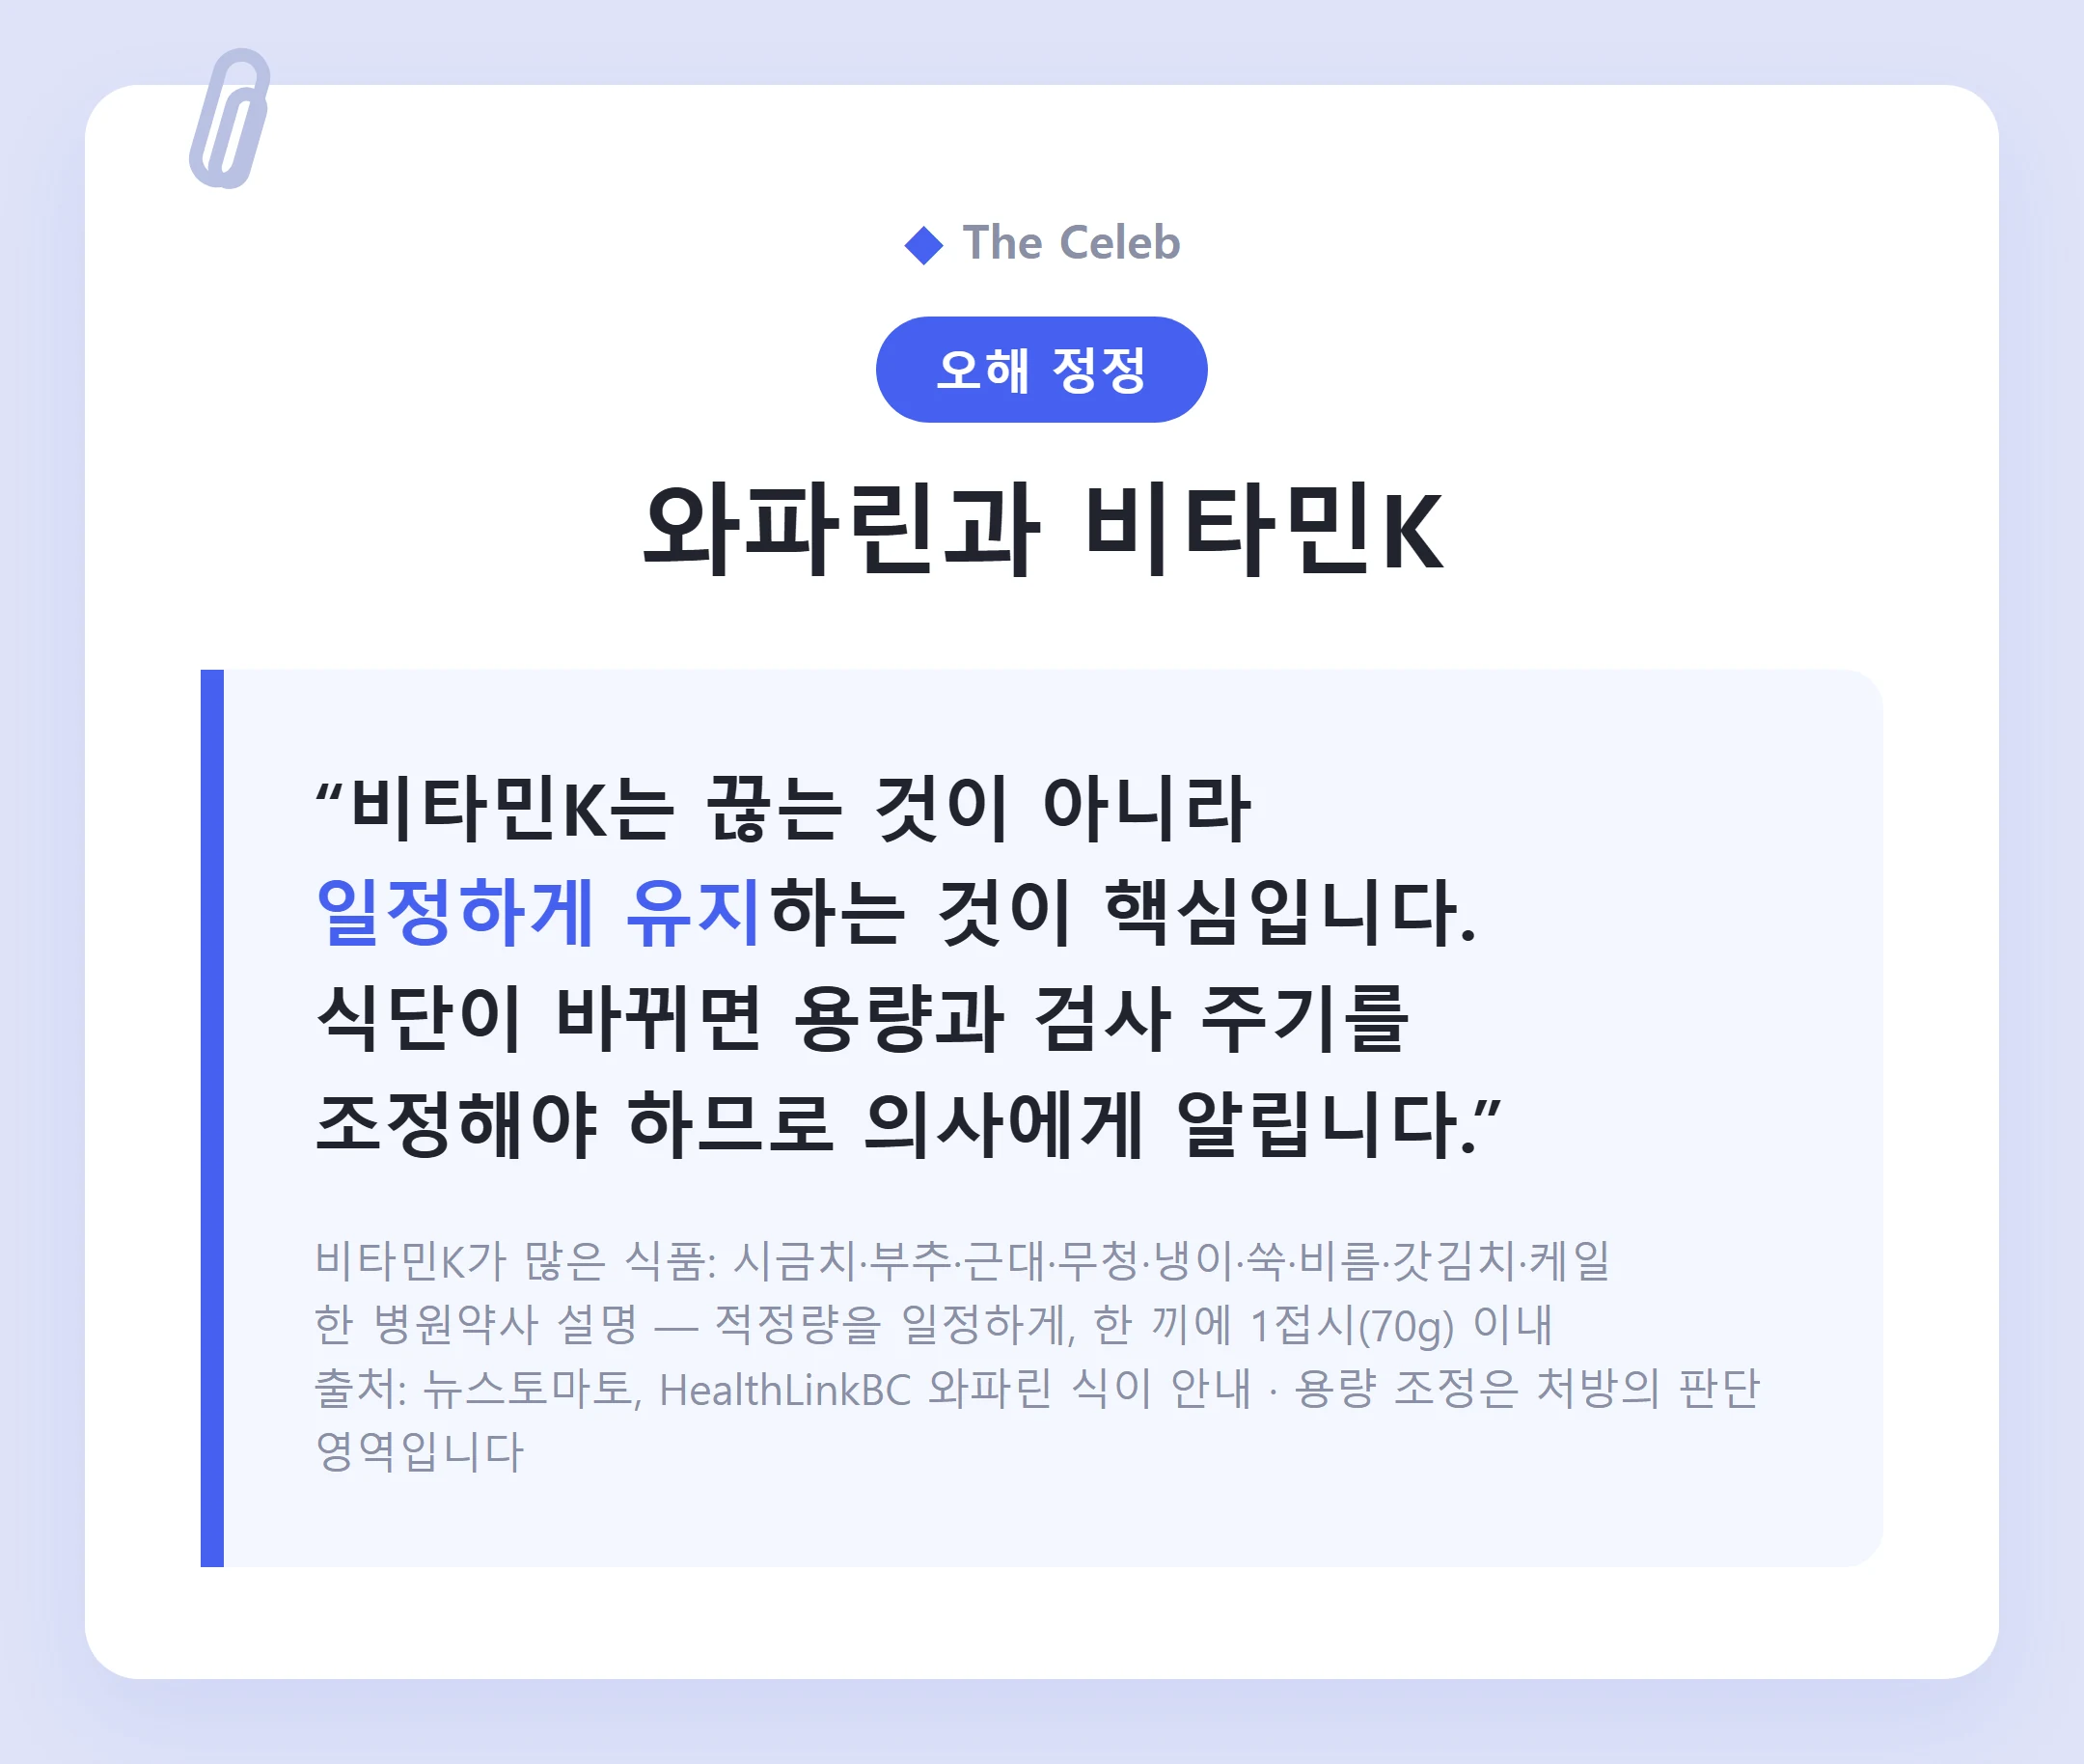 The Celeb
오해 정정
와파린과 비타민K
“비타민K는 끊는 것이 아니라
일정하게 유지하는 것이 핵심입니다.
식단이 바뀌면 용량과 검사 주기를
조정해야 하므로 의사에게 알립니다.”
비타민K가 많은 식품: 시금치·부추·근대·무청·냉이·쑥·비름·갓김치·케일
한 병원약사 설명 — 적정량을 일정하게, 한 끼에 1접시(70g) 이내
출처: 뉴스토마토, HealthLinkBC 와파린 식이 안내 · 용량 조정은 처방의 판단
영역입니다